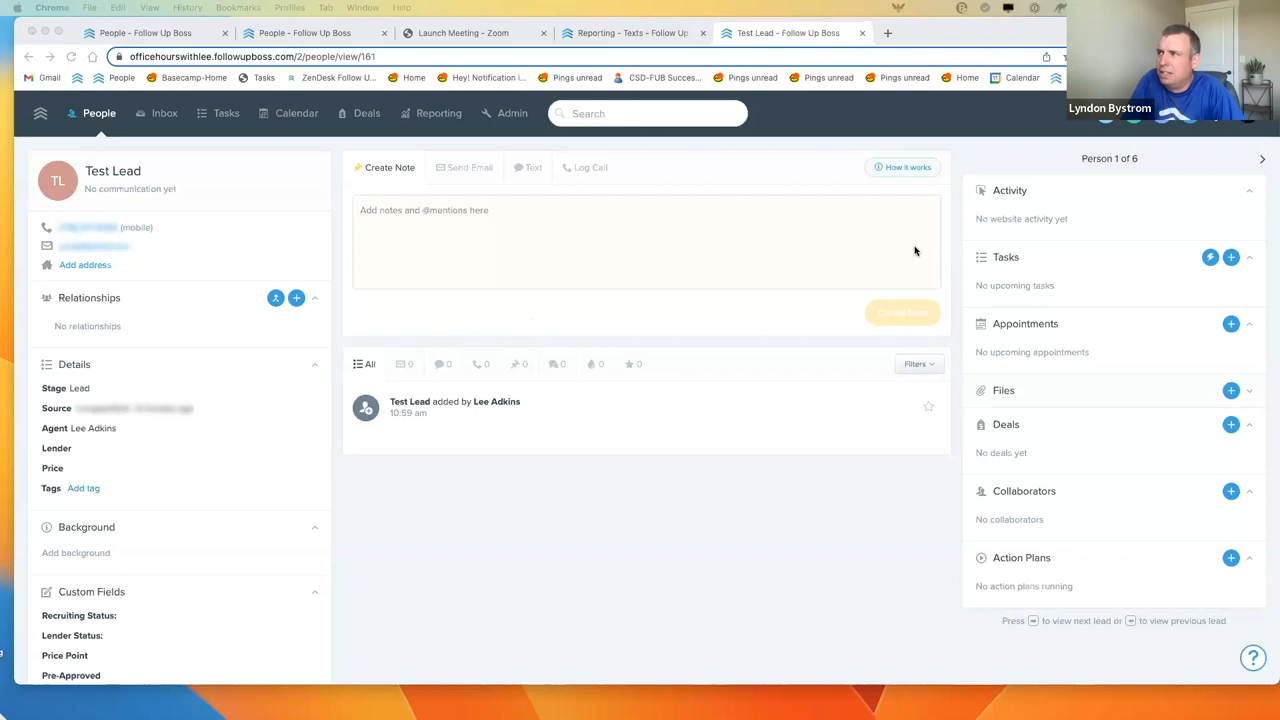 Chrome File Edit View History Bookmarks Profiles Tab Window Help
People - Follow Up Boss
People - Follow Up Boss
Launch Meeting - Zoom
Reporting - Texts - Follow Up
Test Lead - Follow Up Boss
officehourswithlee.followupboss.com/2/people/view/161
Gmail People Basecamp-Home Tasks ZenDesk Follow U... Home Hey! Notification i... Pings unread CSD-FUB Succes... Pings unread Pings unread Pings unread Home Calendar
Lyndon Bystrom
People Inbox Tasks Calendar Deals Reporting Admin Search
Test Lead
TL
No communication yet
(mobile)
Add address
Relationships
No relationships
Details
Stage Lead
Source
Agent Lee Adkins
Lender
Price
Tags Add tag
Background
Add background
Custom Fields
Recruiting Status:
Lender Status:
Price Point
Pre-Approved
Create Note Send Email Text Log Call How it works
Add notes and @mentions here
Create Note
All 0 0 0 0 0 0 0 Filters
Test Lead added by Lee Adkins
10:59 am
Person 1 of 6
Activity
No website activity yet
Tasks
No upcoming tasks
Appointments
No upcoming appointments
Files
Deals
No deals yet
Collaborators
No collaborators
Action Plans
No action plans running
Press to view next lead or to view previous lead
?